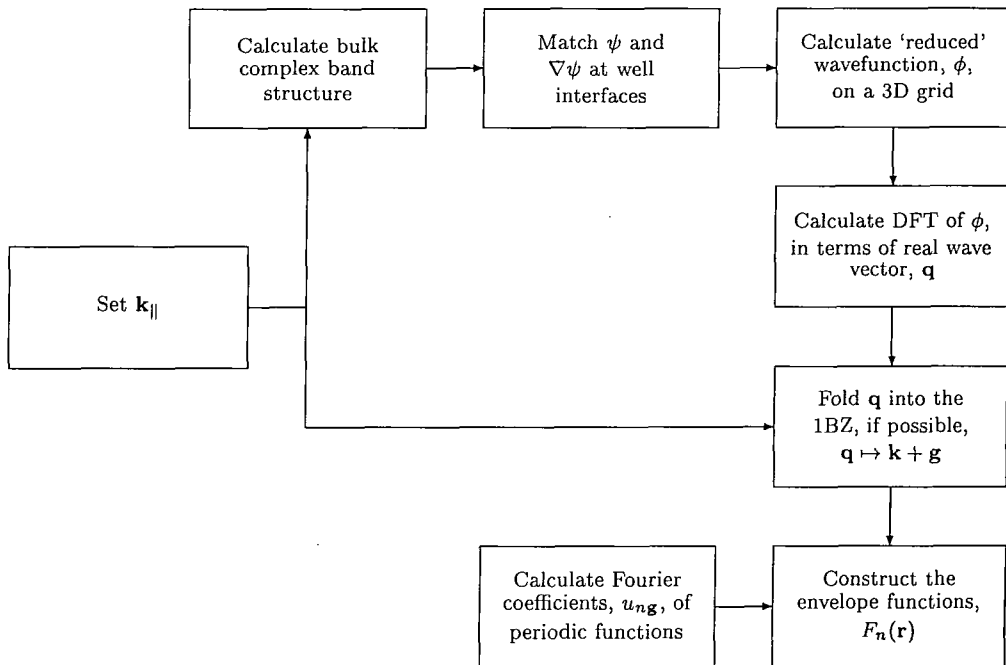 Calculate bulk
complex band
structure
Match ψ and
∇ψ at well
interfaces
Calculate ‘reduced’
wavefunction, ϕ,
on a 3D grid
Calculate DFT of ϕ,
in terms of real wave
vector, q
Set k∥
Fold q into the
1BZ, if possible,
q ↦ k + g
Calculate Fourier
coefficients, uₙg, of
periodic functions
Construct the
envelope functions,
Fₙ(r)